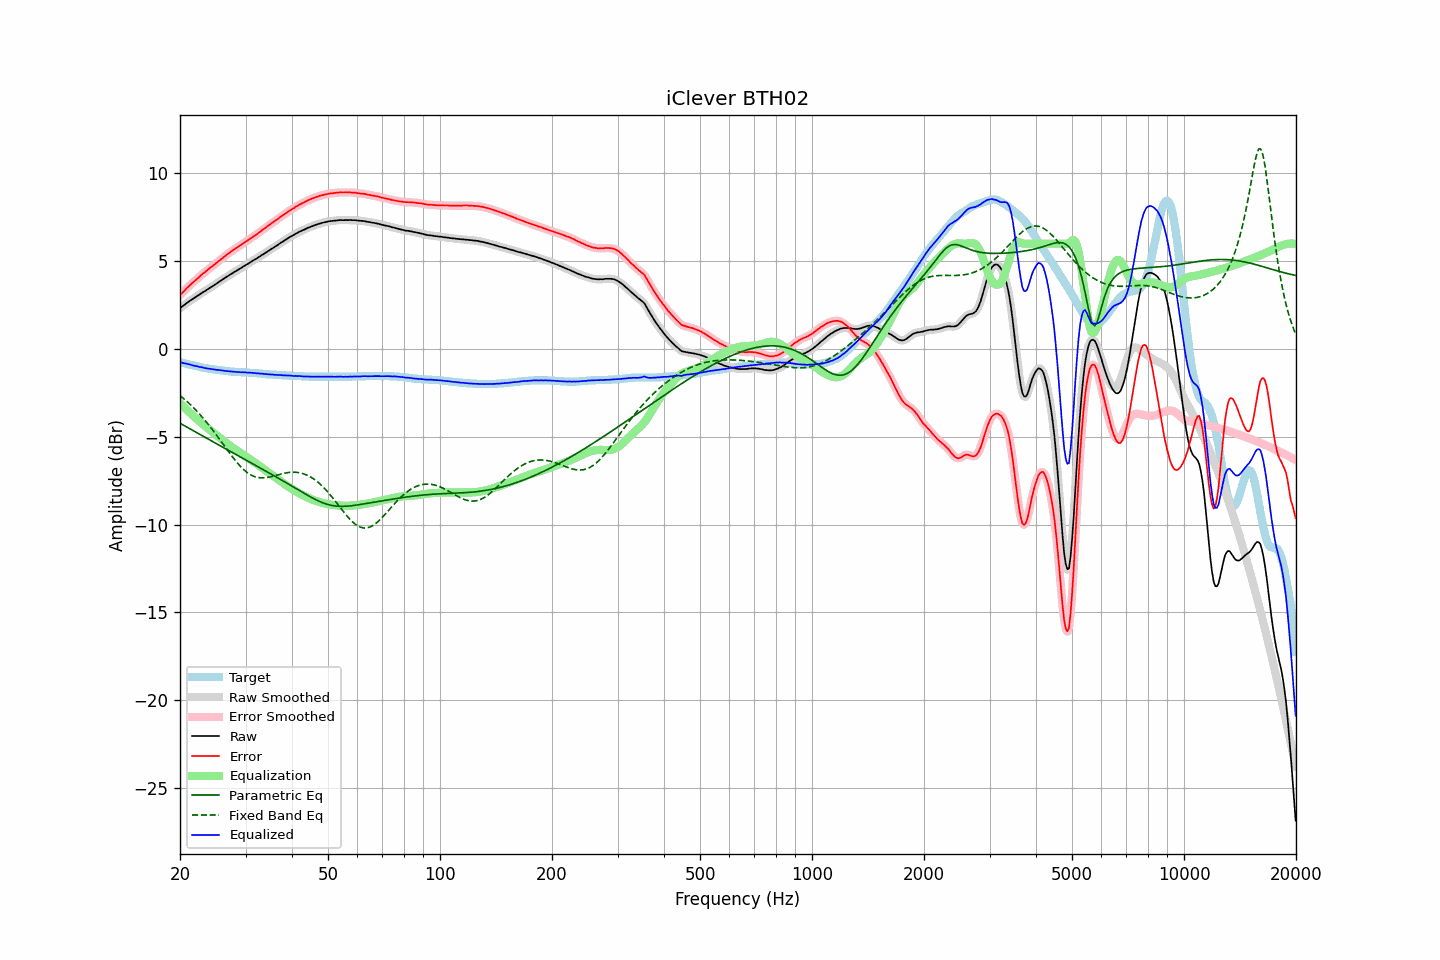 iClever BTH02
Amplitude (dBr)
10
5
0
−5
−10
−15
−20
−25
Target
Raw Smoothed
Error Smoothed
Raw
Error
Equalization
Parametric Eq
Fixed Band Eq
Equalized
20 50 100 200 500 1000 2000 5000 10000 20000
Frequency (Hz)